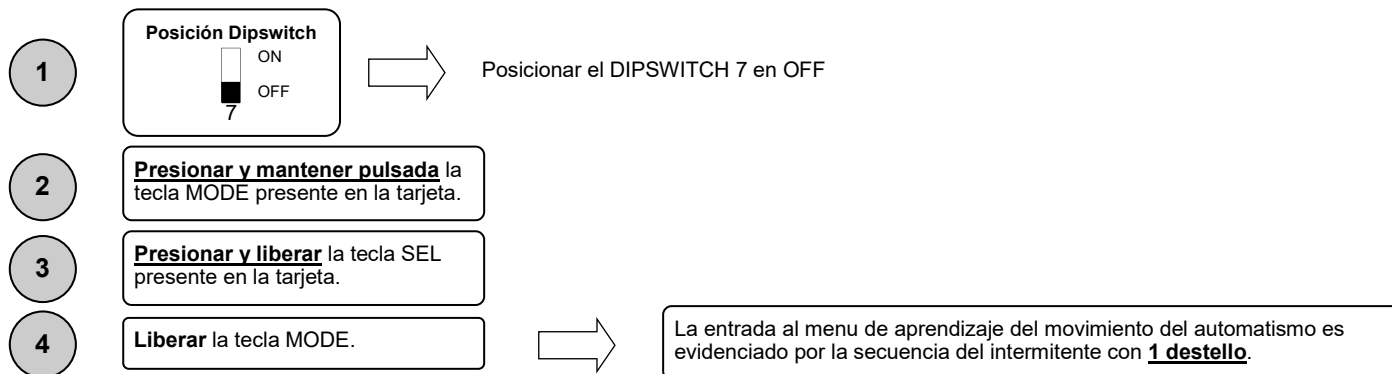 1
Posición Dipswitch
ON
OFF
7
Posicionar el DIPSWITCH 7 en OFF
2
Presionar y mantener pulsada la
tecla MODE presente en la tarjeta.
3
Presionar y liberar la tecla SEL
presente en la tarjeta.
4
Liberar la tecla MODE.
La entrada al menu de aprendizaje del movimiento del automatismo es
evidenciado por la secuencia del intermitente con 1 destello.